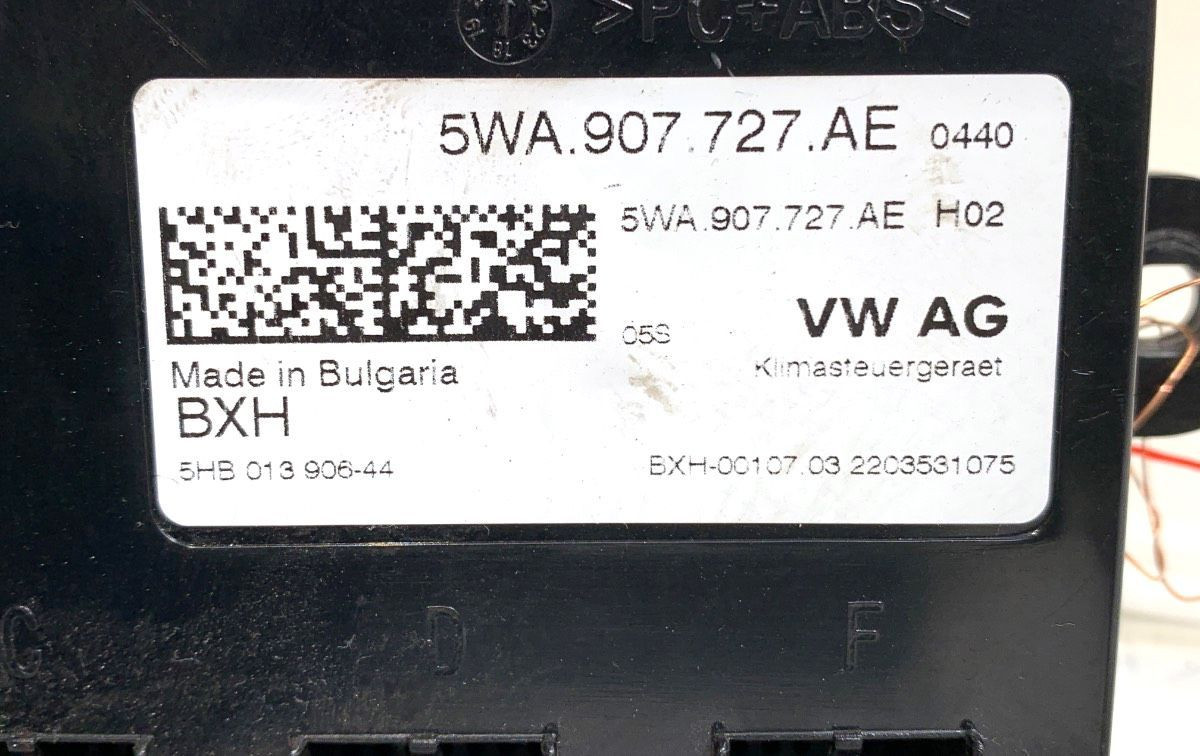 >PC+ABS<
5WA.907.727.AE 0440
5WA.907.727.AE H02
05S
VW AG
Klimasteuergeraet
Made in Bulgaria
BXH
5HB 013 906-44
BXH-00107.03 2203531075
C D F